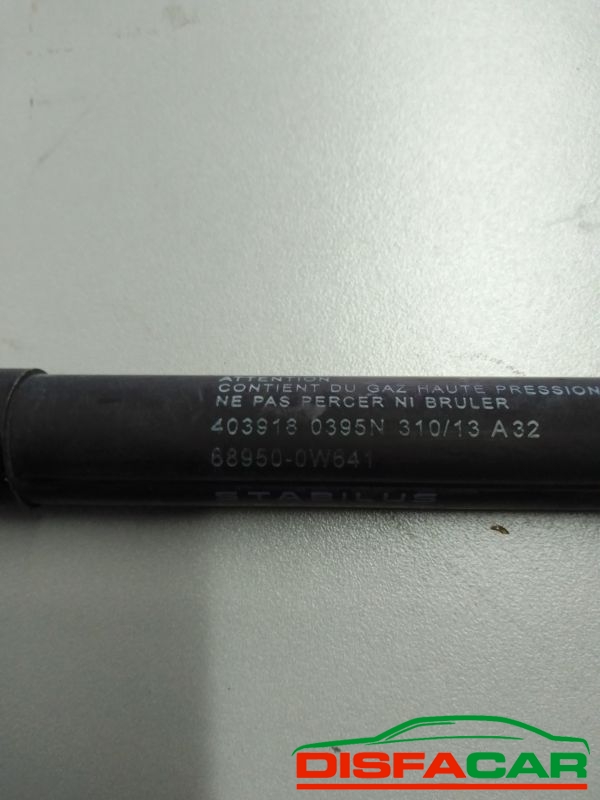 ATTENTION
CONTIENT DU GAZ HAUTE PRESSION
NE PAS PERCER NI BRULER
403918 0395N 310/13 A32
68950-0W641
STABILUS
DISFACAR